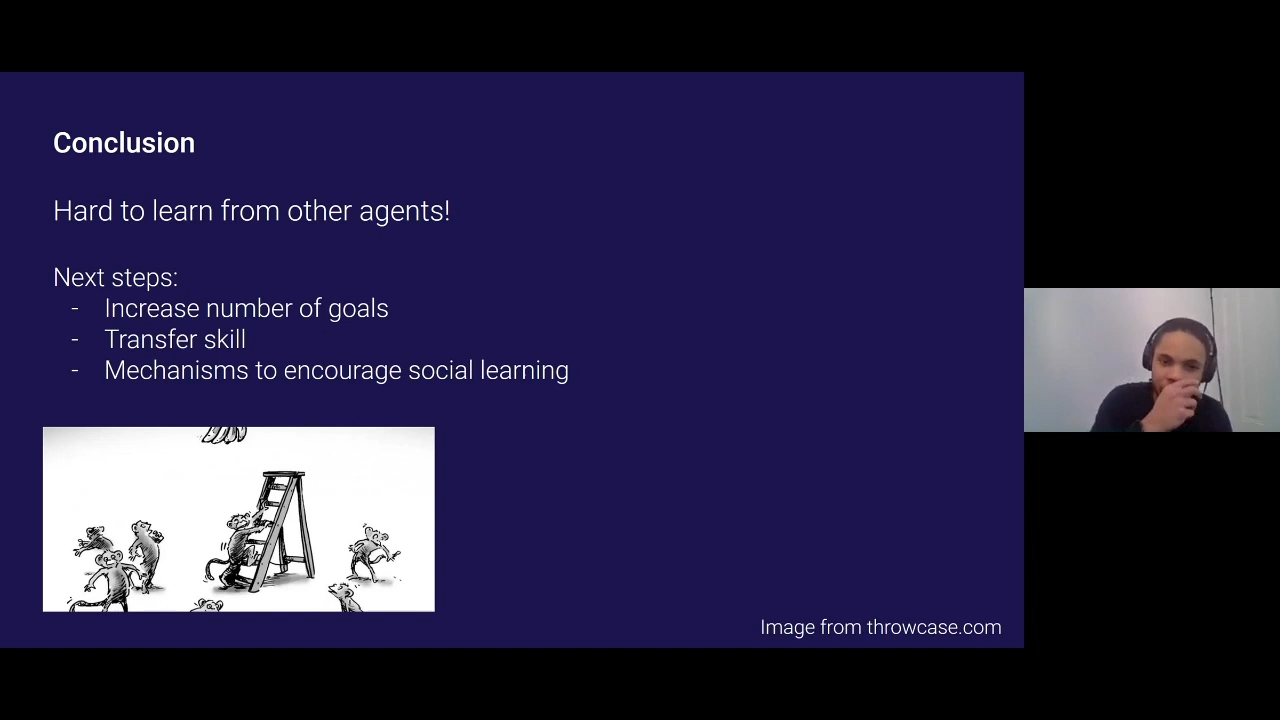 Conclusion
Hard to learn from other agents!
Next steps:
- Increase number of goals
- Transfer skill
- Mechanisms to encourage social learning
Image from throwcase.com